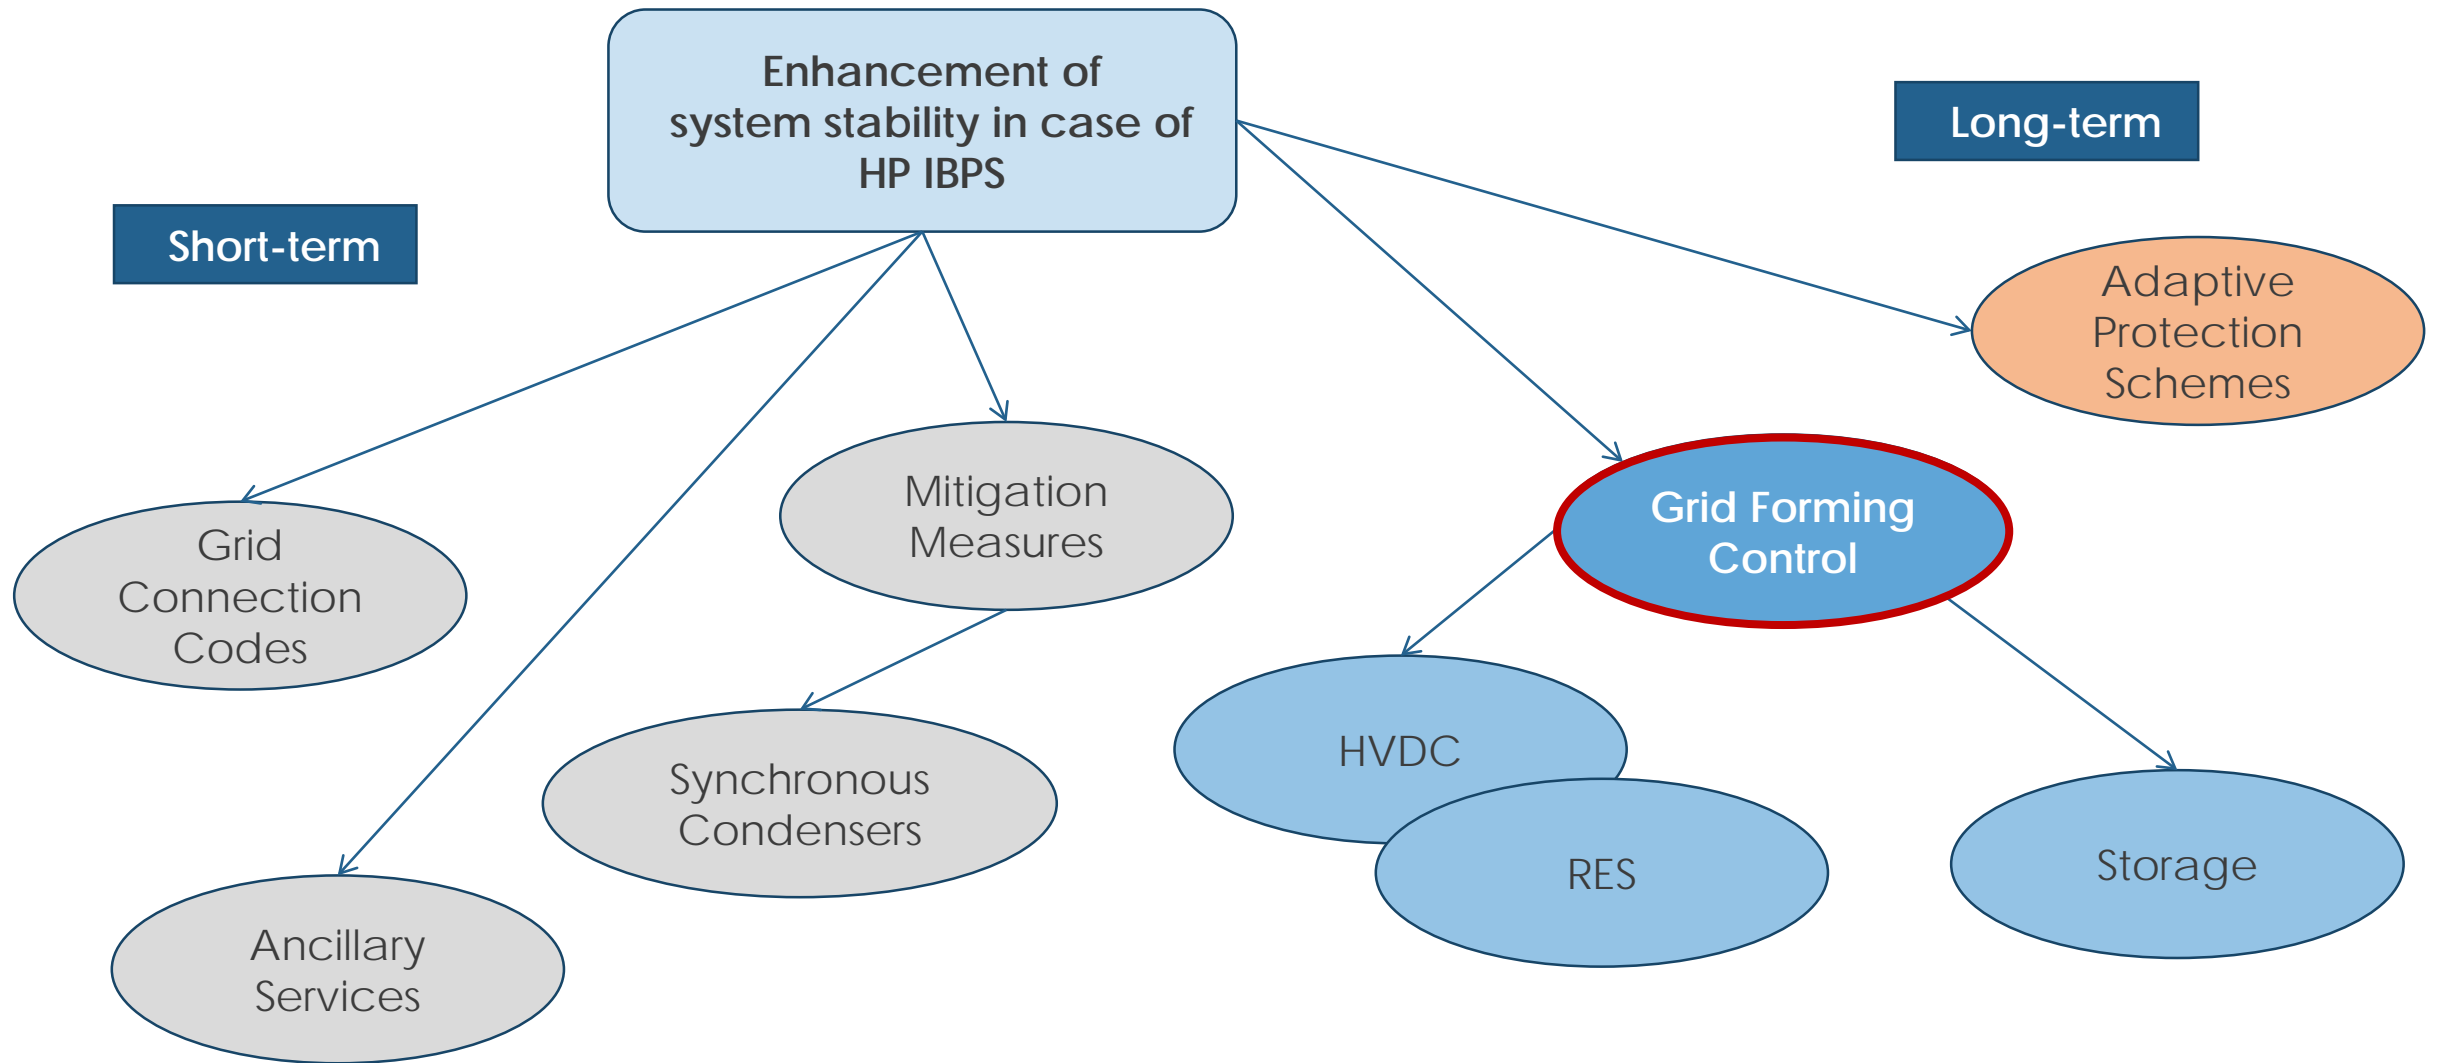 Enhancement of
system stability in case of
HP IBPS
Long-term
Short-term
Adaptive
Protection
Schemes
Mitigation
Measures
Grid Forming
Control
Grid
Connection
Codes
HVDC
Synchronous
Condensers
RES
Storage
Ancillary
Services